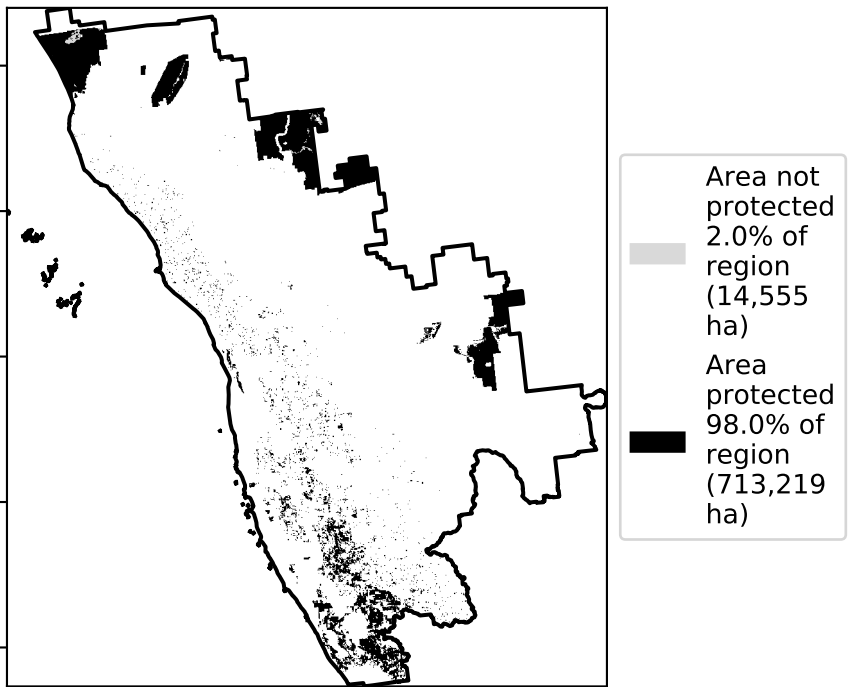 Area not
protected
2.0% of
region
(14,555
ha)
Area
protected
98.0% of
region
(713,219
ha)